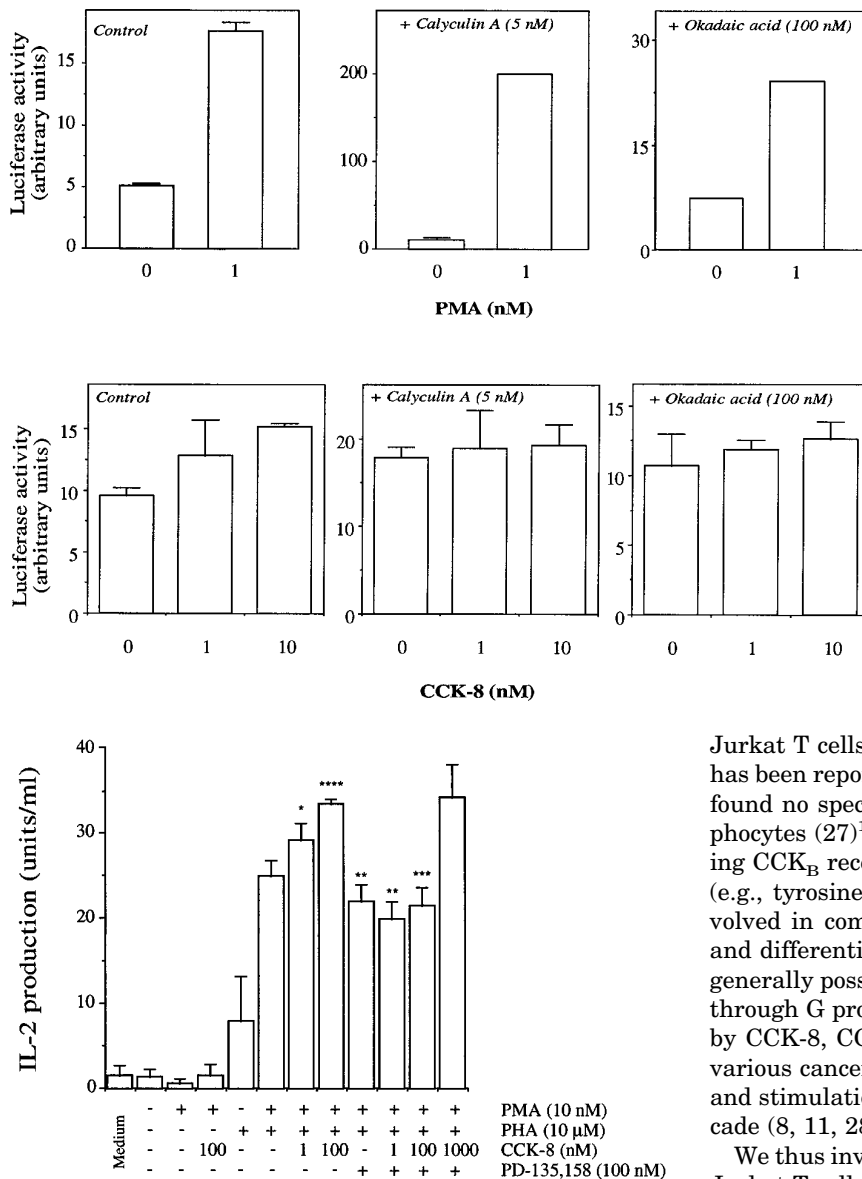 Control
+ Calyculin A (5 nM)
+ Okadaic acid (100 nM)
Luciferase activity
(arbitrary units)
15
10
5
0
200
100
0
30
15
0
0 1
0 1
0 1
PMA (nM)
Control
+ Calyculin A (5 nM)
+ Okadaic acid (100 nM)
Luciferase activity
(arbitrary units)
15
10
5
0
20
10
0
15
10
5
0
0 1 10
0 1 10
0 1 10
CCK-8 (nM)
IL-2 production (units/ml)
40
30
20
10
0
* **** ** ** ***
Medium
- + + - + + + + + + + PMA (10 nM)
- - - + + + + + + + + PHA (10 µM)
- - 100 - - 1 100 - 1 100 1000 CCK-8 (nM)
- - - - - - - + + + + PD-135,158 (100 nM)
Jurkat T cells
has been repo
found no spec
phocytes (27)1
ing CCKB rece
(e.g., tyrosine
volved in com
and differenti
generally poss
through G pro
by CCK-8, CC
various cancer
and stimulatio
cade (8, 11, 28
We thus inv